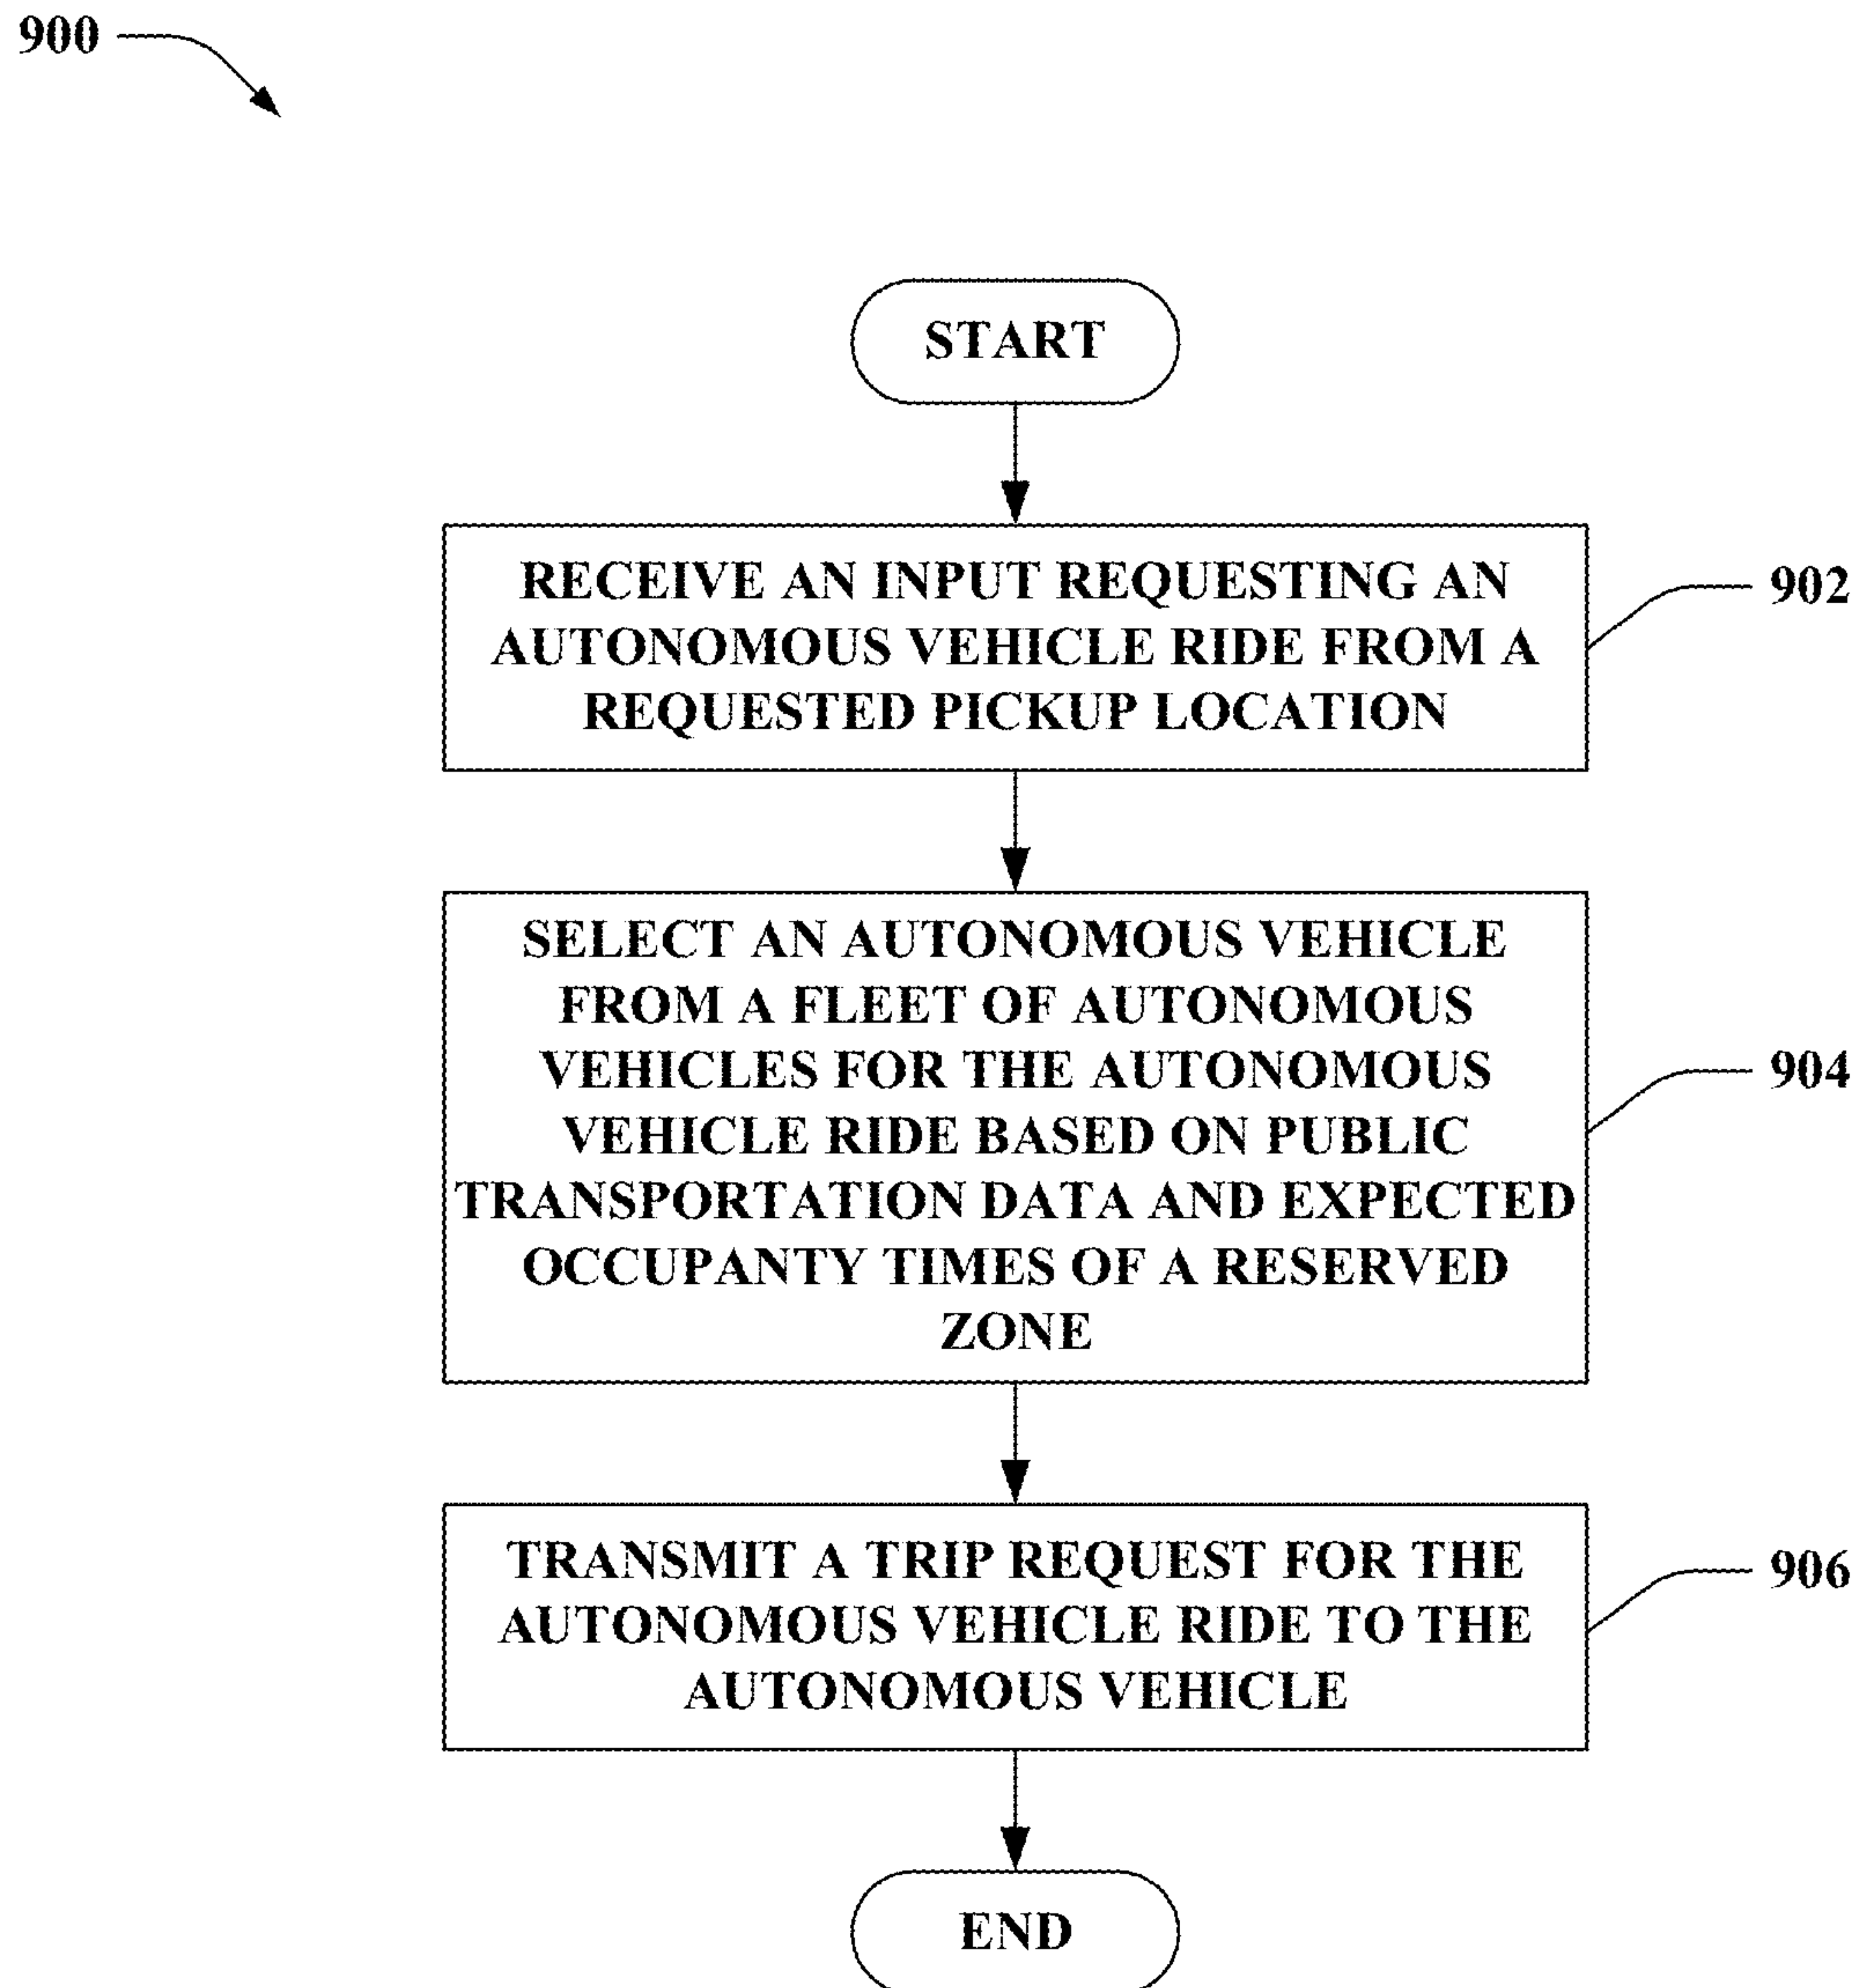 900
START
RECEIVE AN INPUT REQUESTING AN
AUTONOMOUS VEHICLE RIDE FROM A
REQUESTED PICKUP LOCATION
902
SELECT AN AUTONOMOUS VEHICLE
FROM A FLEET OF AUTONOMOUS
VEHICLES FOR THE AUTONOMOUS
VEHICLE RIDE BASED ON PUBLIC
TRANSPORTATION DATA AND EXPECTED
OCCUPANTY TIMES OF A RESERVED
ZONE
904
TRANSMIT A TRIP REQUEST FOR THE
AUTONOMOUS VEHICLE RIDE TO THE
AUTONOMOUS VEHICLE
906
END